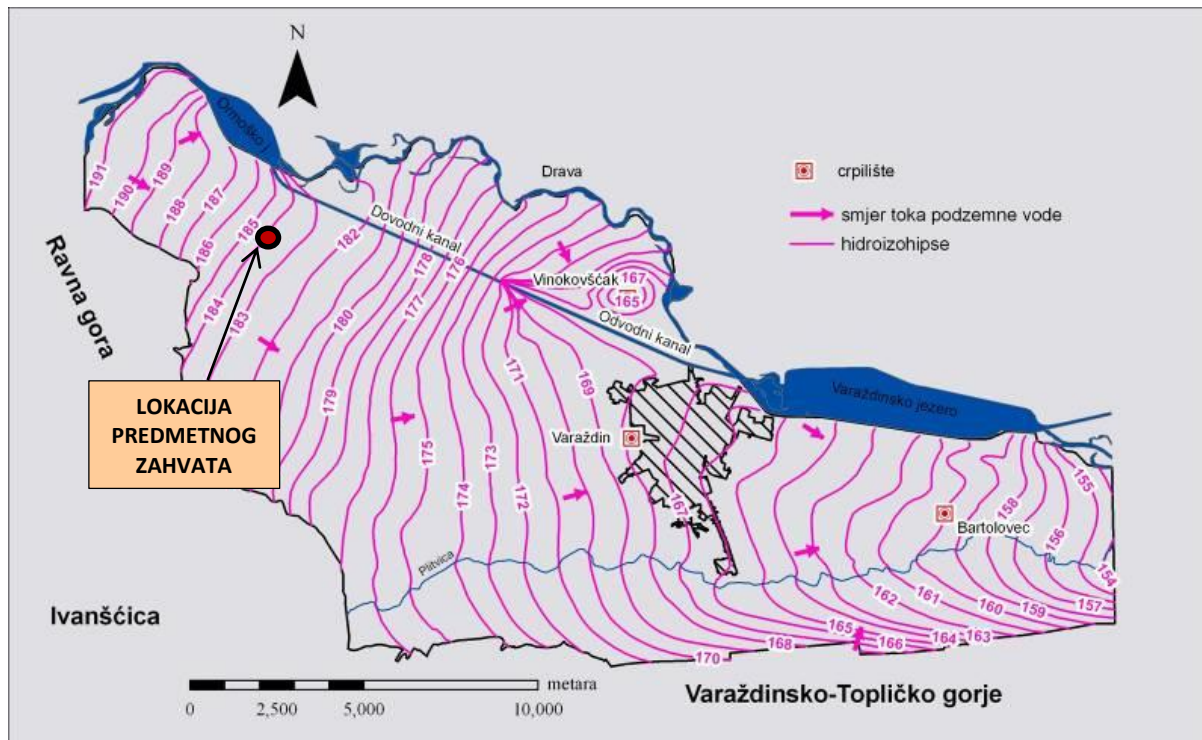 N
Ormoško j.
191
190
189
188
187
186
185
184
183
182
180
179
178
177
176
175
174
173
172
171
169
167
Drava
Dovodni kanal
Vinokovščak
167
165
Odvodni kanal
crpilište
smjer toka podzemne vode
hidroizohipse
Ravna gora
LOKACIJA
PREDMETNOG
ZAHVATA
Varaždin
Varaždinsko jezero
Bartolovec
155
158
156
154
162
161
160
159
157
165
164
163
166
168
170
Plitvica
Ivanšćica
metara
0 2,500 5,000 10,000
Varaždinsko-Topličko gorje